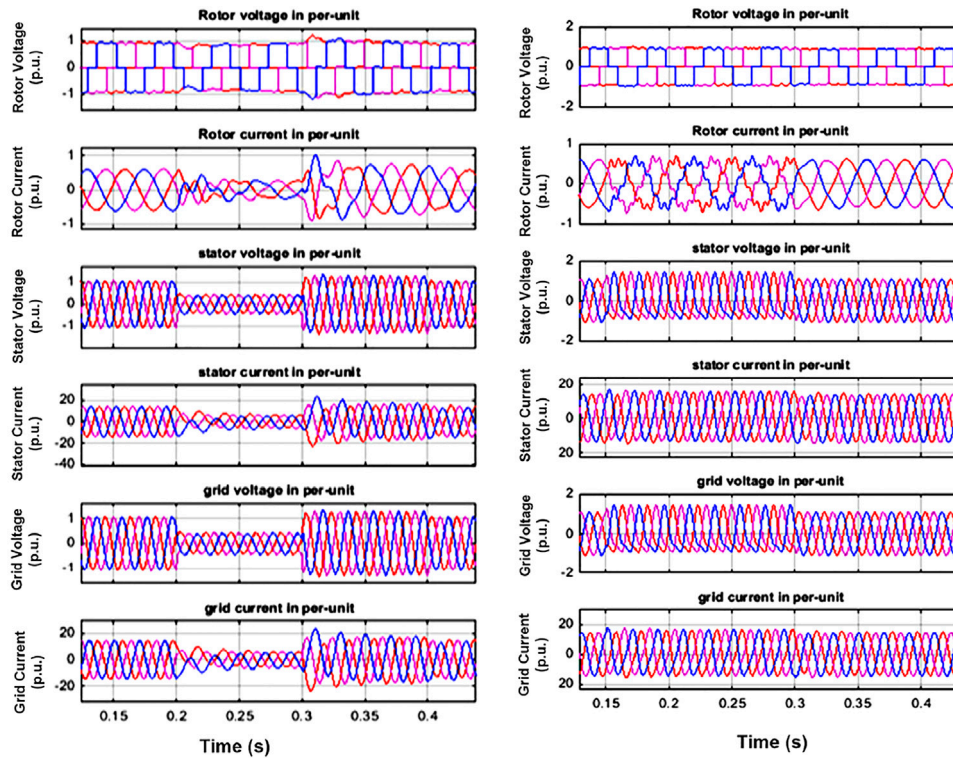 Rotor voltage in per-unit
Rotor Voltage
(p.u.)
1
0
-1
Rotor current in per-unit
Rotor Current
(p.u.)
1
0
-1
stator voltage in per-unit
Stator Voltage
(p.u.)
1
0
-1
stator current in per-unit
Stator Current
(p.u.)
20
0
-20
-40
grid voltage in per-unit
Grid Voltage
(p.u.)
1
0
-1
grid current in per-unit
Grid Current
(p.u.)
20
0
-20
0.15
0.2
0.25
0.3
0.35
0.4
Time (s)
Rotor voltage in per-unit
Rotor Voltage
(p.u.)
2
0
-2
Rotor current in per-unit
Rotor Current
(p.u.)
1
0
-1
stator voltage in per-unit
Stator Voltage
(p.u.)
2
0
-2
stator current in per-unit
Stator Current
(p.u.)
20
0
20
grid voltage in per-unit
Grid Voltage
(p.u.)
2
0
-2
grid current in per-unit
Grid Current
(p.u.)
20
0
20
0.15
0.2
0.25
0.3
0.35
0.4
Time (s)